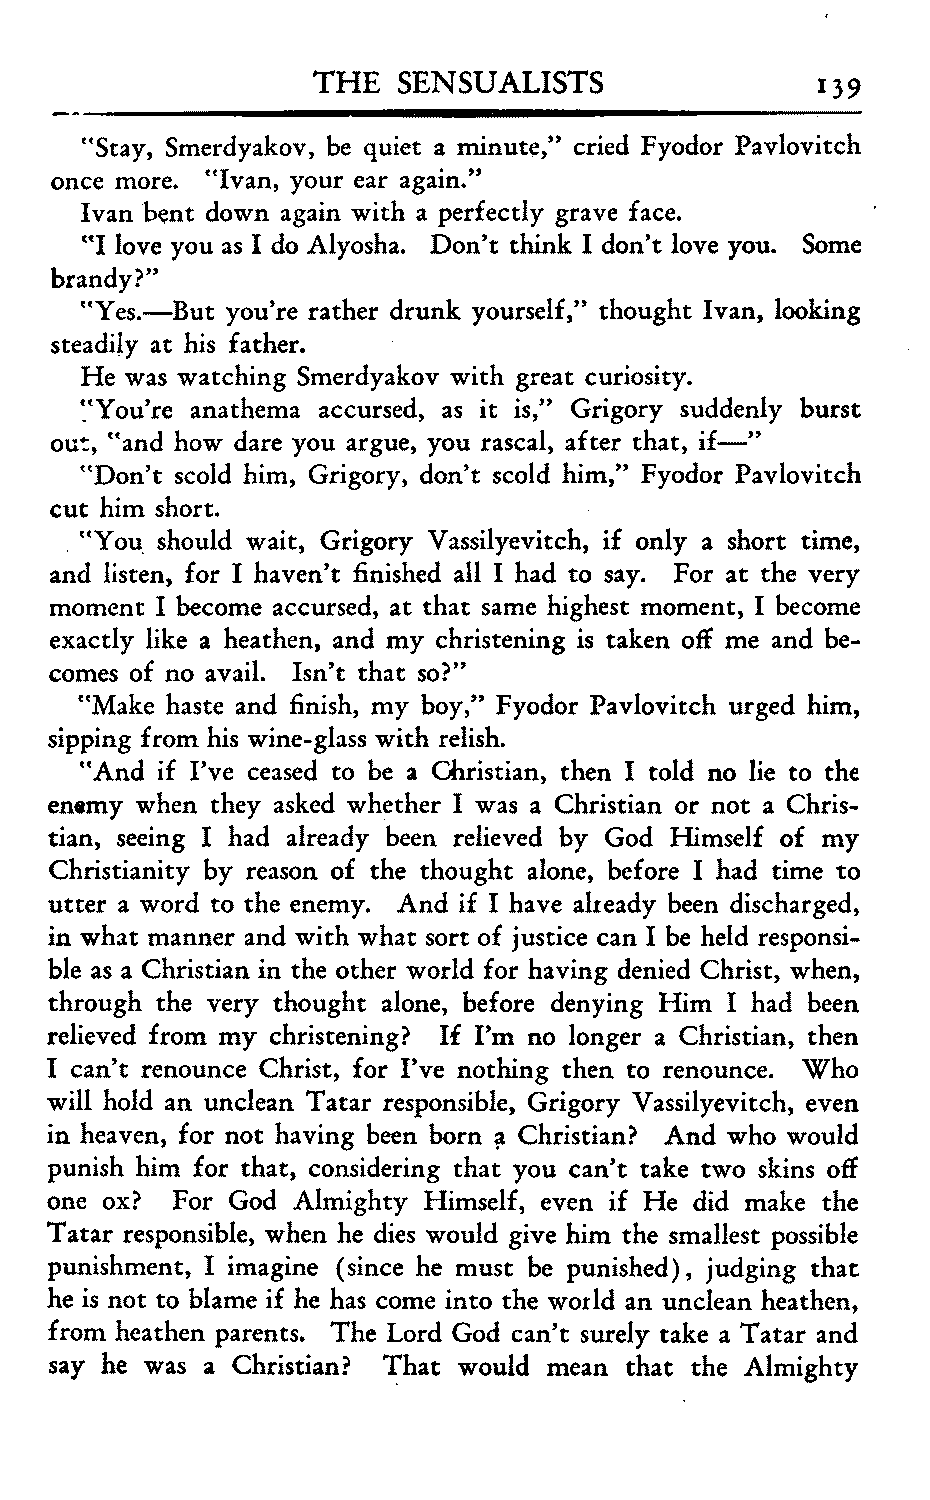 THE SENSUALISTS 139
"Stay, Smerdyakov, be quiet a minute," cried Fyodor Pavlovitch
once more. "Ivan, your ear again."
Ivan bent down again with a perfectly grave face.
"I love you as I do Alyosha. Don't think I don't love you. Some
brandy?"
"Yes.—But you're rather drunk yourself," thought Ivan, looking
steadily at his father.
He was watching Smerdyakov with great curiosity.
"You're anathema accursed, as it is," Grigory suddenly burst
out, "and how dare you argue, you rascal, after that, if—"
"Don't scold him, Grigory, don't scold him," Fyodor Pavlovitch
cut him short.
"You should wait, Grigory Vassilyevitch, if only a short time,
and listen, for I haven't finished all I had to say. For at the very
moment I become accursed, at that same highest moment, I become
exactly like a heathen, and my christening is taken off me and be-
comes of no avail. Isn't that so?"
"Make haste and finish, my boy," Fyodor Pavlovitch urged him,
sipping from his wine-glass with relish.
"And if I've ceased to be a Christian, then I told no lie to the
enemy when they asked whether I was a Christian or not a Chris-
tian, seeing I had already been relieved by God Himself of my
Christianity by reason of the thought alone, before I had time to
utter a word to the enemy. And if I have already been discharged,
in what manner and with what sort of justice can I be held responsi-
ble as a Christian in the other world for having denied Christ, when,
through the very thought alone, before denying Him I had been
relieved from my christening? If I'm no longer a Christian, then
I can't renounce Christ, for I've nothing then to renounce. Who
will hold an unclean Tatar responsible, Grigory Vassilyevitch, even
in heaven, for not having been born a Christian? And who would
punish him for that, considering that you can't take two skins off
one ox? For God Almighty Himself, even if He did make the
Tatar responsible, when he dies would give him the smallest possible
punishment, I imagine (since he must be punished), judging that
he is not to blame if he has come into the world an unclean heathen,
from heathen parents. The Lord God can't surely take a Tatar and
say he was a Christian? That would mean that the Almighty